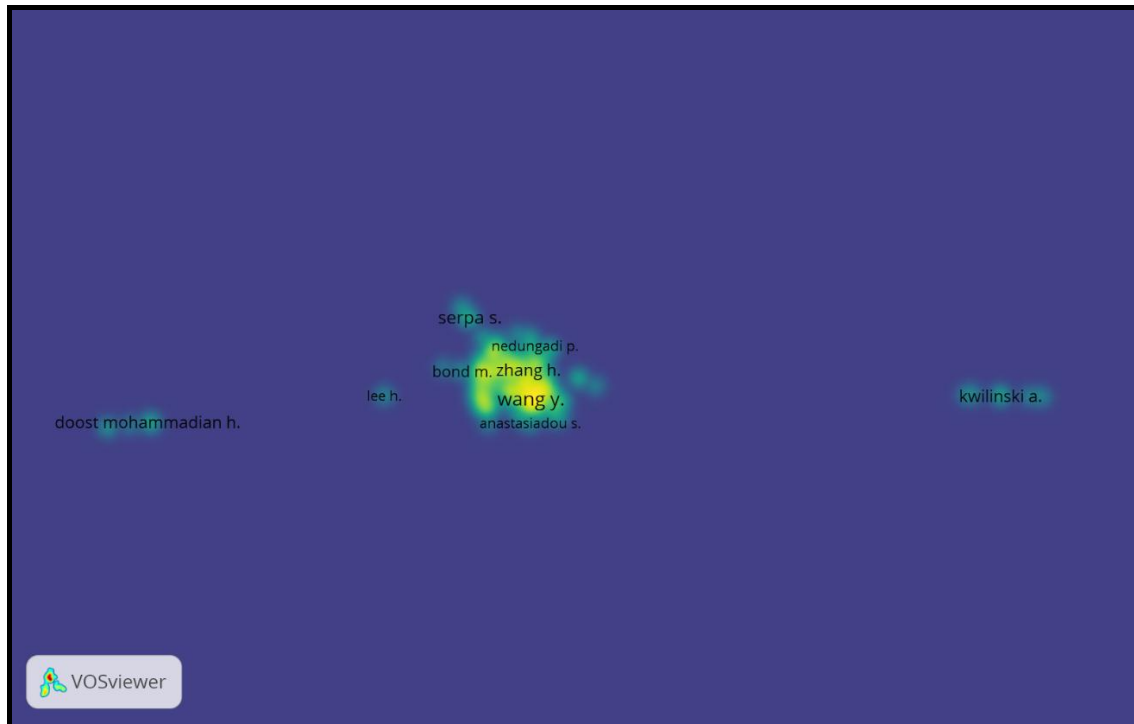 serpa s.
nedungadi p.
bond m. zhang h.
lee h. wang y. kwilinski a.
doost mohammadian h. anastasiadou s.
VOSviewer